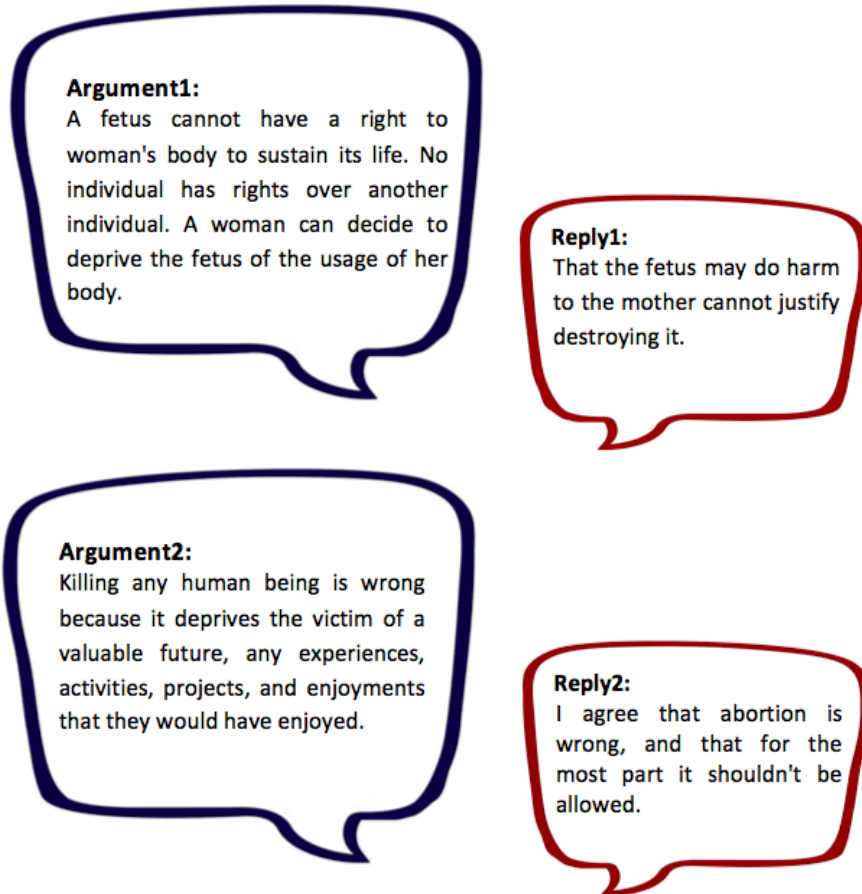 Argument1:
A fetus cannot have a right to
woman's body to sustain its life. No
individual has rights over another
individual. A woman can decide to
deprive the fetus of the usage of her
body.
Reply1:
That the fetus may do harm
to the mother cannot justify
destroying it.
Argument2:
Killing any human being is wrong
because it deprives the victim of a
valuable future, any experiences,
activities, projects, and enjoyments
that they would have enjoyed.
Reply2:
I agree that abortion is
wrong, and that for the
most part it shouldn't be
allowed.